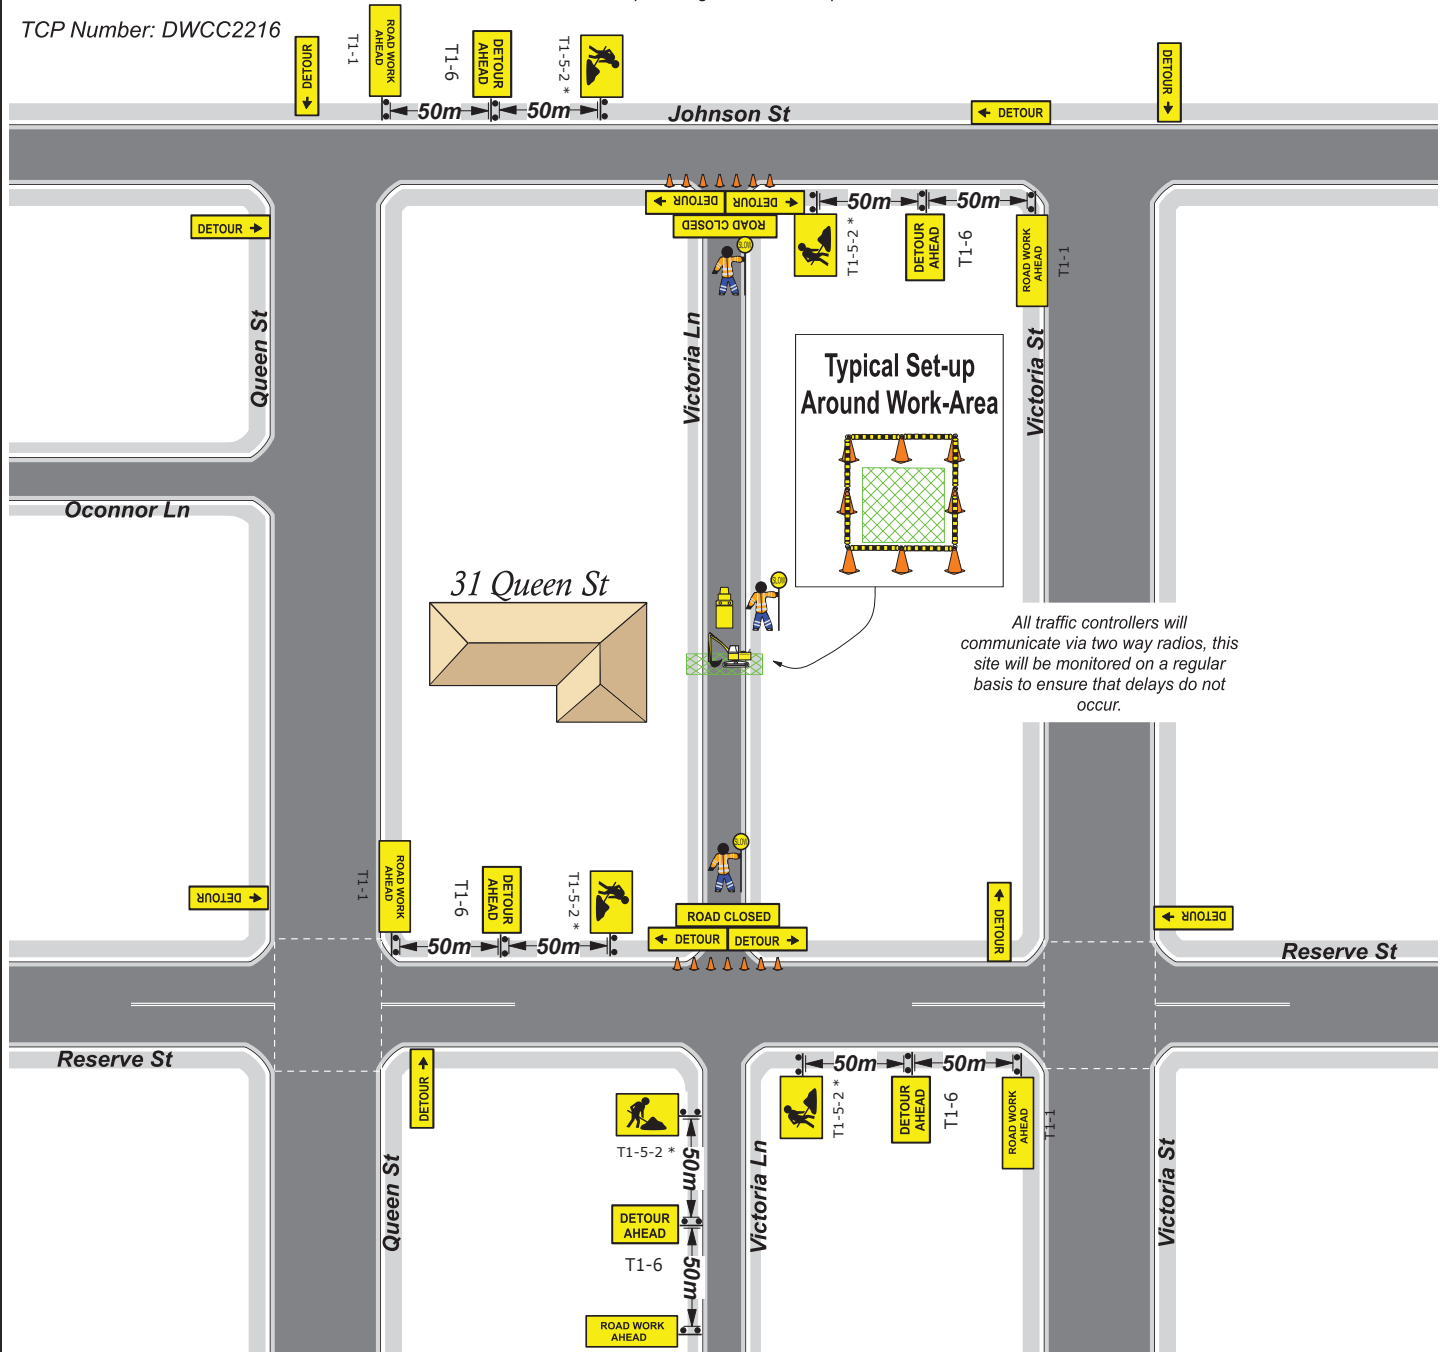 TCP Number: DWCC2216
DETOUR
T1-1
ROAD WORK
AHEAD
T1-6
DETOUR
AHEAD
T1-5-2 *
50m
50m
Johnson St
DETOUR
DETOUR
DETOUR
DETOUR
DETOUR
ROAD CLOSED
SLOW
50m
50m
T1-5-2 *
DETOUR
AHEAD
T1-6
ROAD WORK
AHEAD
T1-1
Queen St
Victoria Ln
Victoria St
Typical Set-up
Around Work-Area
Oconnor Ln
31 Queen St
SLOW
All traffic controllers will
communicate via two way radios, this
site will be monitored on a regular
basis to ensure that delays do not
occur.
SLOW
T1-1
ROAD WORK
AHEAD
T1-6
DETOUR
AHEAD
T1-5-2 *
DETOUR
50m
50m
ROAD CLOSED
DETOUR
DETOUR
DETOUR
DETOUR
Reserve St
Reserve St
DETOUR
50m
50m
T1-5-2 *
DETOUR
AHEAD
T1-6
ROAD WORK
AHEAD
T1-1
T1-5-2 *
50m
Queen St
Victoria Ln
Victoria St
DETOUR
AHEAD
T1-6
50m
ROAD WORK
AHEAD